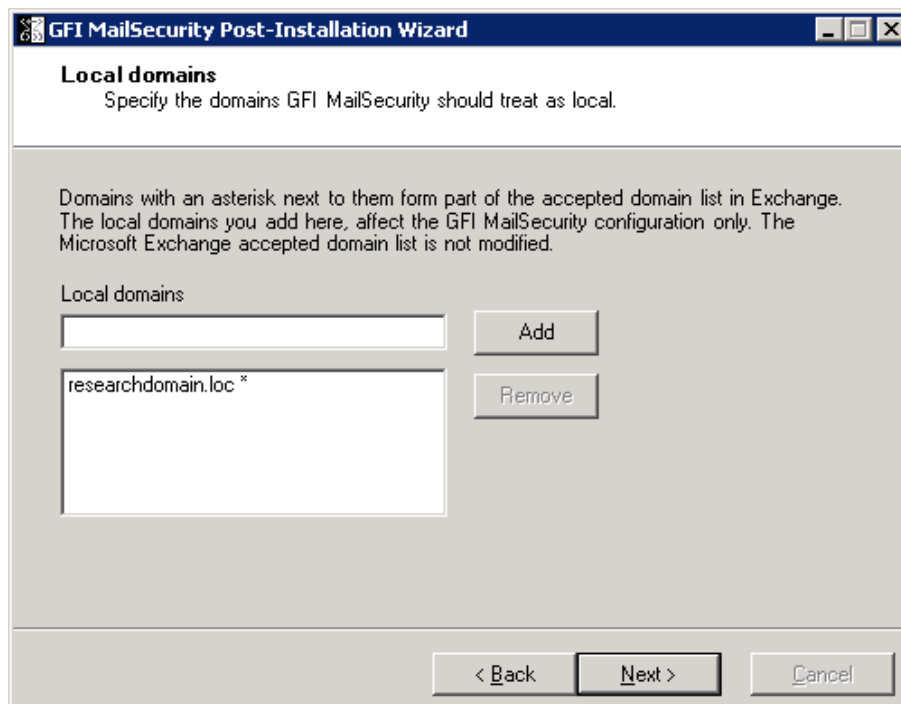 GFI MailSecurity Post-Installation Wizard
Local domains
Specify the domains GFI MailSecurity should treat as local.
Domains with an asterisk next to them form part of the accepted domain list in Exchange.
The local domains you add here, affect the GFI MailSecurity configuration only. The
Microsoft Exchange accepted domain list is not modified.
Local domains
Add
researchdomain.loc *
Remove
< Back
Next >
Cancel